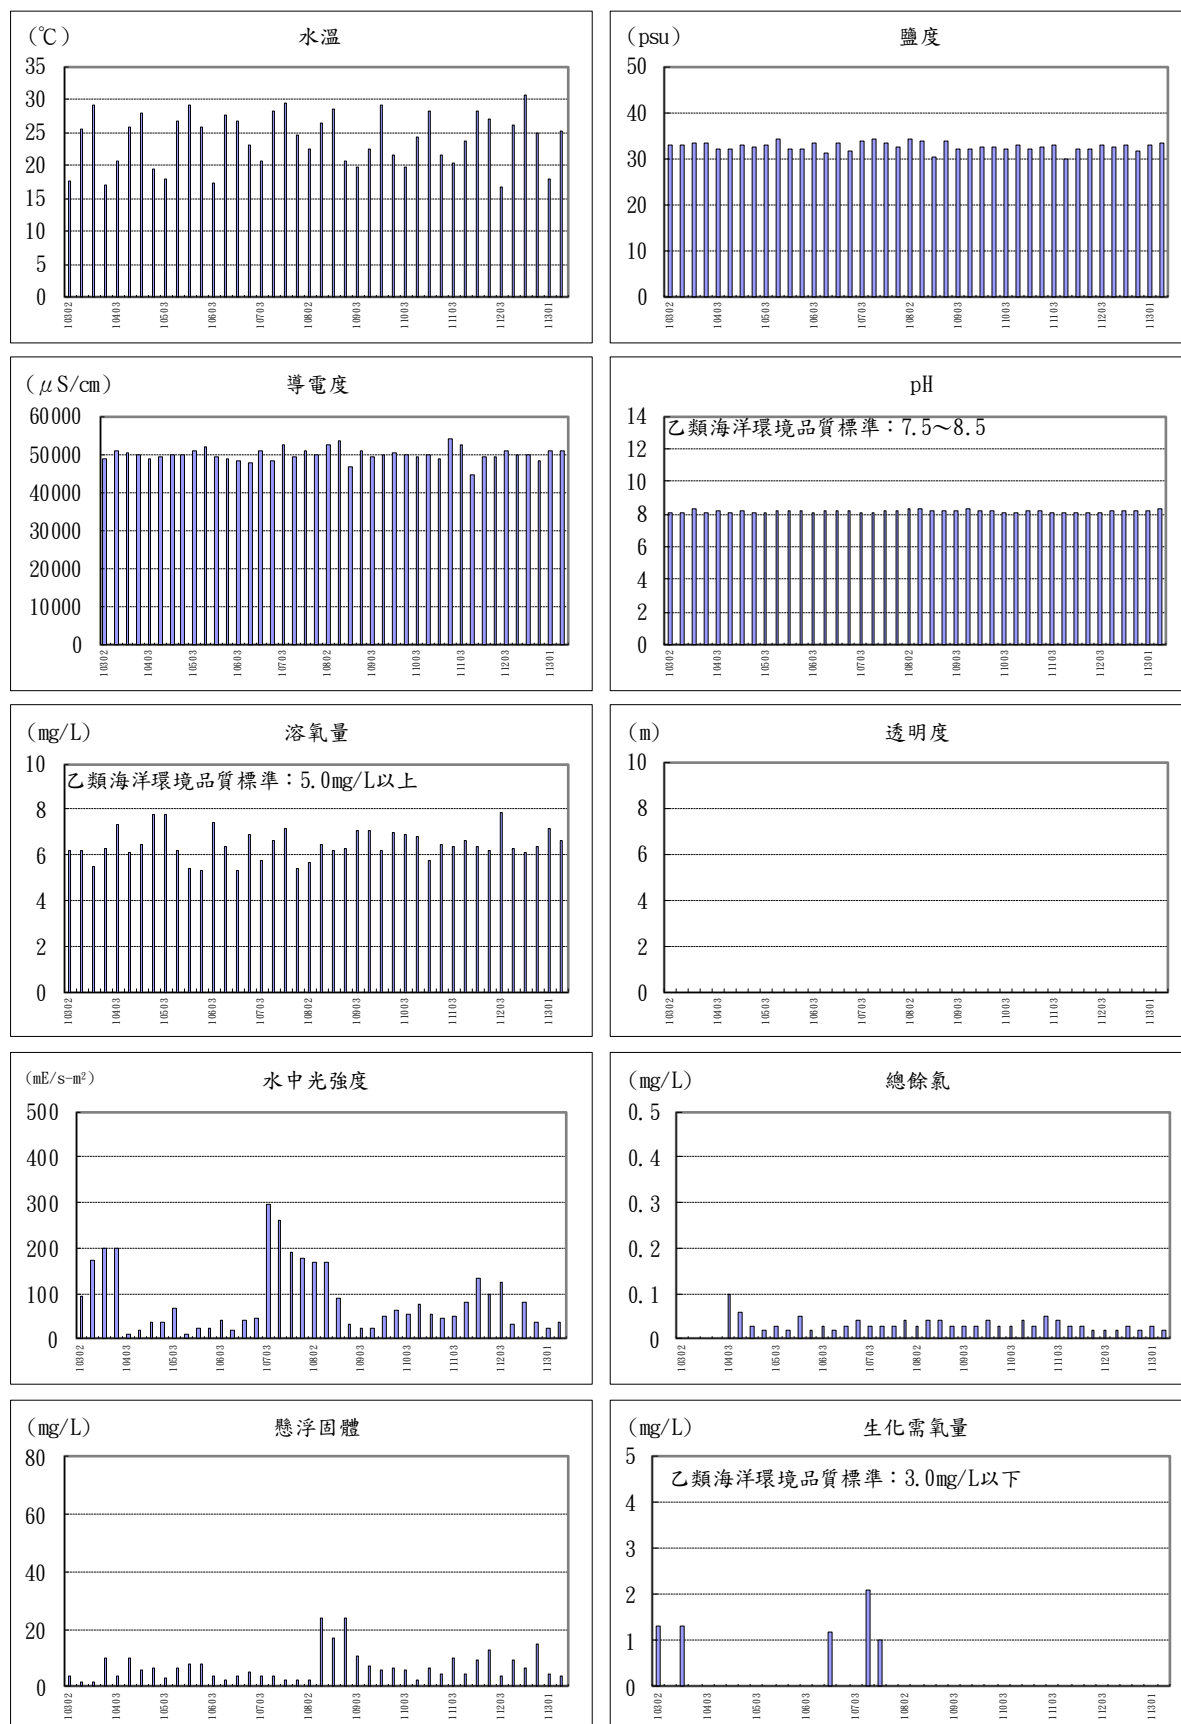 (℃) 水溫
35
30
25
20
15
10
5
0
10302 10403 10503 10603 10703 10802 10903 11003 11103 11203 11301
(psu) 鹽度
50
40
30
20
10
0
10302 10403 10503 10603 10703 10802 10903 11003 11103 11203 11301
(μS/cm) 導電度
60000
50000
40000
30000
20000
10000
0
10302 10403 10503 10603 10703 10802 10903 11003 11103 11203 11301
pH
乙類海洋環境品質標準：7.5～8.5
14
12
10
8
6
4
2
0
10302 10403 10503 10603 10703 10802 10903 11003 11103 11203 11301
(mg/L) 溶氧量
乙類海洋環境品質標準：5.0mg/L以上
10
8
6
4
2
0
10302 10403 10503 10603 10703 10802 10903 11003 11103 11203 11301
(m) 透明度
10
8
6
4
2
0
10302 10403 10503 10603 10703 10802 10903 11003 11103 11203 11301
(mE/s-m²) 水中光強度
500
400
300
200
100
0
10302 10403 10503 10603 10703 10802 10903 11003 11103 11203 11301
(mg/L) 總餘氯
0.5
0.4
0.3
0.2
0.1
0
10302 10403 10503 10603 10703 10802 10903 11003 11103 11203 11301
(mg/L) 懸浮固體
80
60
40
20
0
10302 10403 10503 10603 10703 10802 10903 11003 11103 11203 11301
(mg/L) 生化需氧量
乙類海洋環境品質標準：3.0mg/L以下
5
4
3
2
1
0
10302 10403 10503 10603 10703 10802 10903 11003 11103 11203 11301